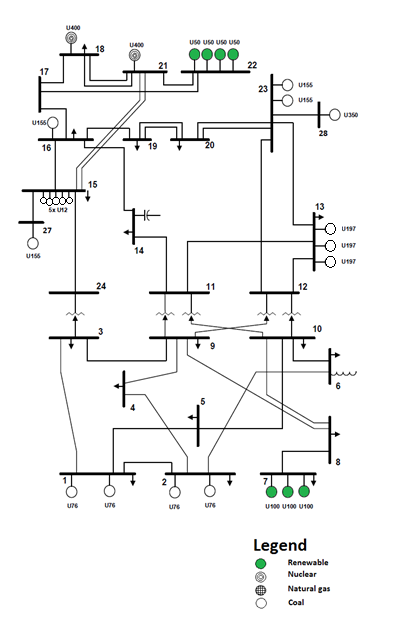 U400
18
U400
21
U50 U50 U50 U50
22
17
23
U155
U155
U350
28
U155
16
19
20
15
5x U12
27
U155
14
13
U197
U197
U197
24
11
12
3
9
10
6
4
5
8
1
2
7
U76
U76
U76
U76
U100 U100 U100
Legend
Renewable
Nuclear
Natural gas
Coal